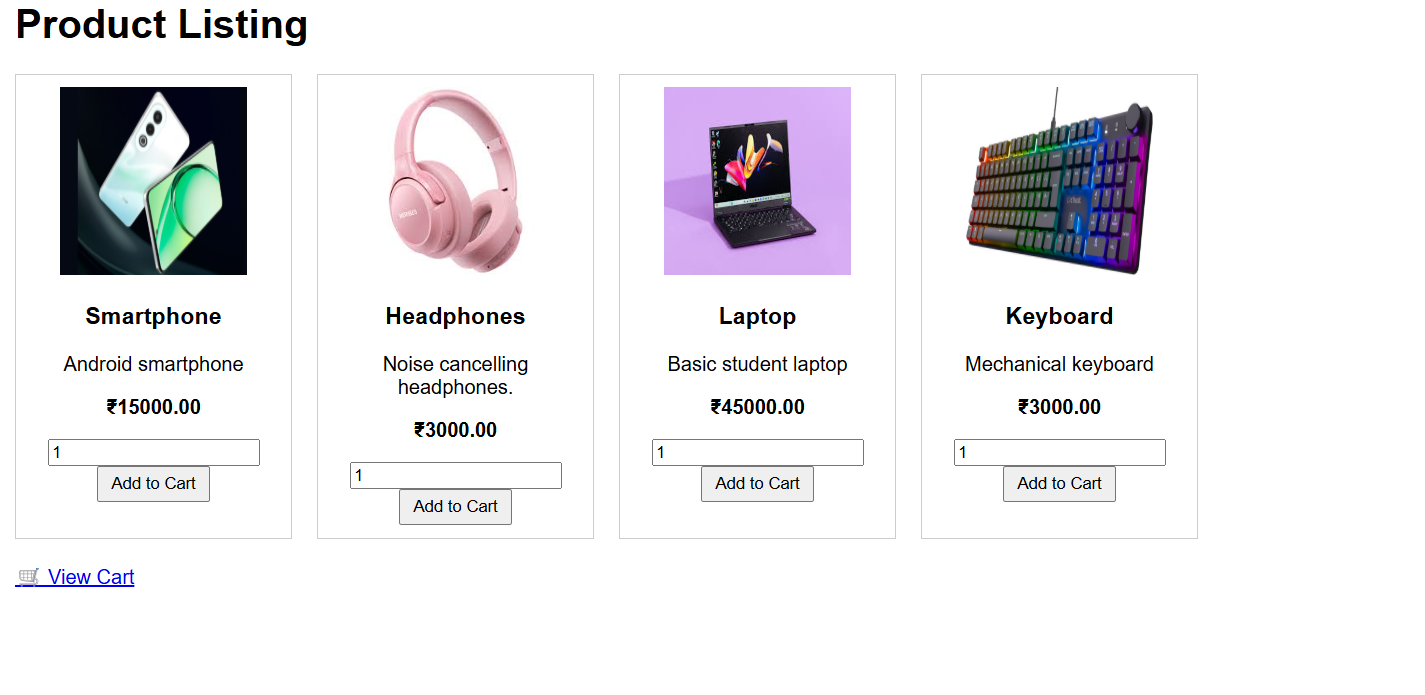 Product Listing
Smartphone
Android smartphone
₹15000.00
1
Add to Cart
Headphones
Noise cancelling
headphones.
₹3000.00
1
Add to Cart
Laptop
Basic student laptop
₹45000.00
1
Add to Cart
Keyboard
Mechanical keyboard
₹3000.00
1
Add to Cart
🛒 View Cart